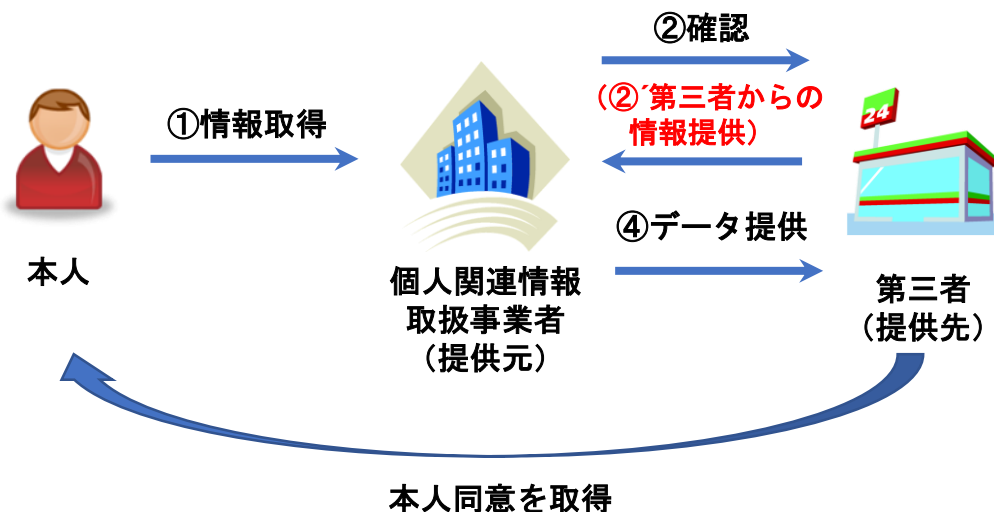 ②確認
①情報取得
(②´第三者からの
情報提供)
24
④データ提供
本人
個人関連情報
取扱事業者
(提供元)
第三者
(提供先)
本人同意を取得